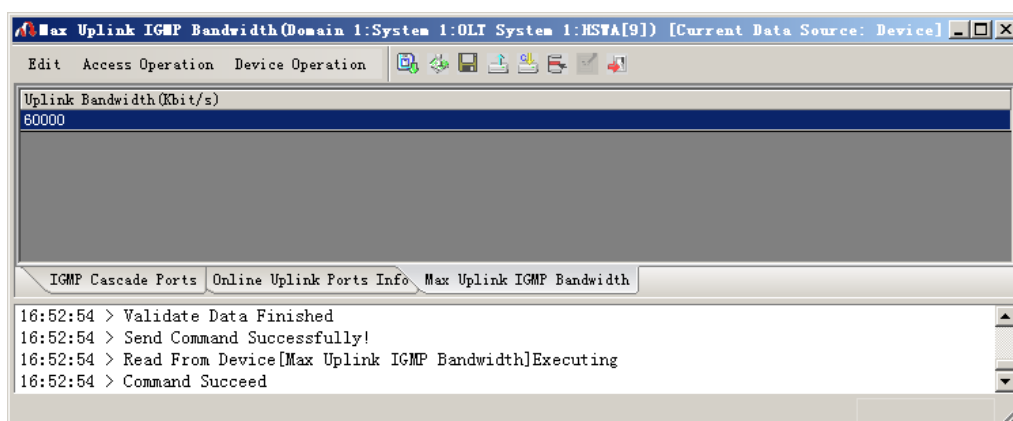 Max Uplink IGMP Bandwidth(Domain 1:System 1:OLT System 1:HSWA[9]) [Current Data Source: Device]
Edit Access Operation Device Operation
Uplink Bandwidth(Kbit/s)
60000
IGMP Cascade Ports Online Uplink Ports Info Max Uplink IGMP Bandwidth
16:52:54 > Validate Data Finished
16:52:54 > Send Command Successfully!
16:52:54 > Read From Device[Max Uplink IGMP Bandwidth]Executing
16:52:54 > Command Succeed